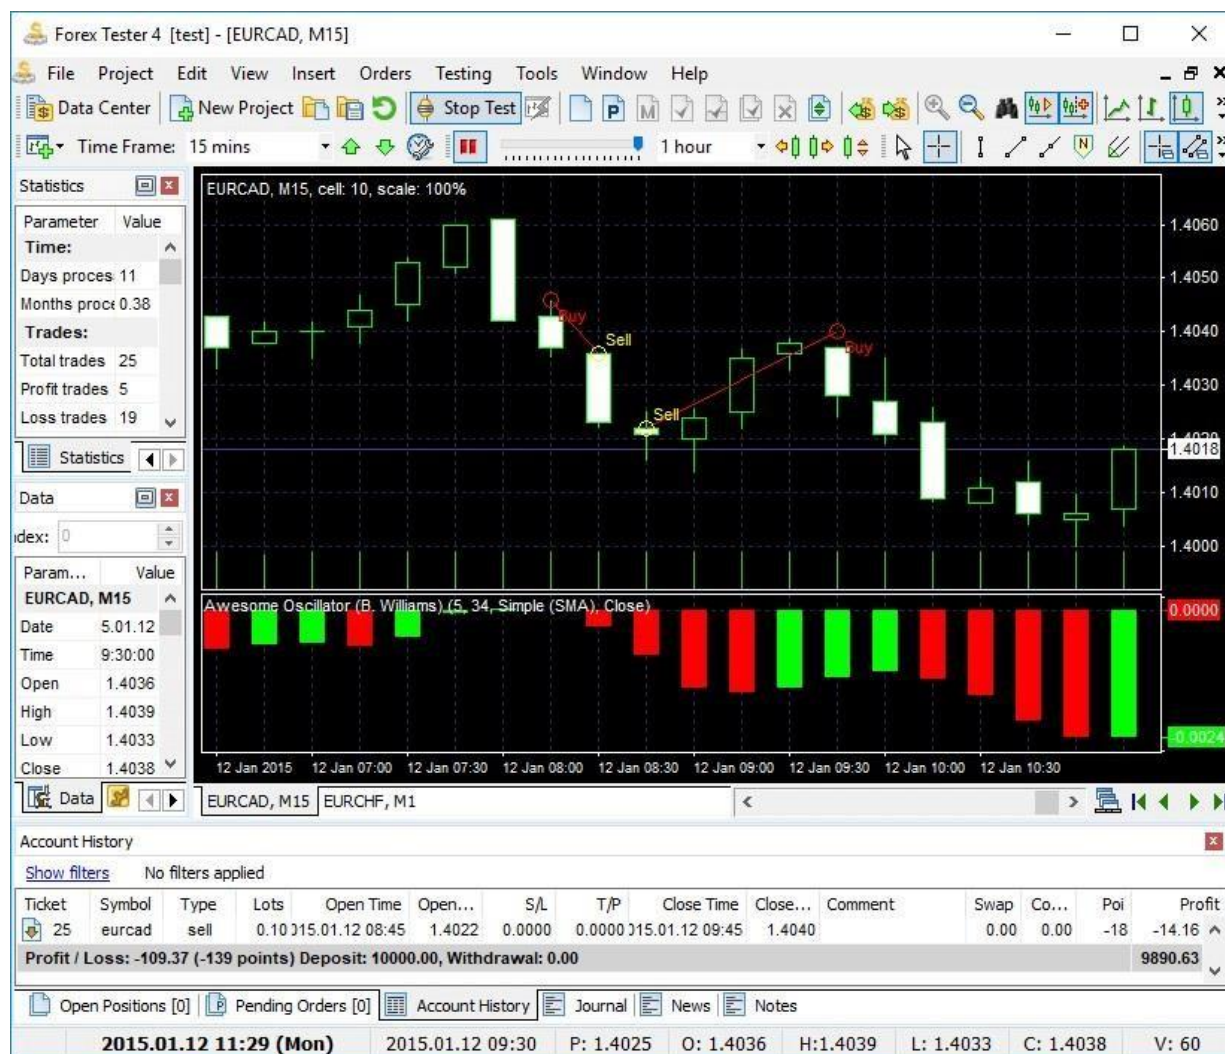 Forex Tester 4 [test] - [EURCAD, M15]
File Project Edit View Insert Orders Testing Tools Window Help
Data Center New Project Stop Test P M
Time Frame: 15 mins 1 hour N
Statistics
Parameter Value
Time:
Days proces 11
Months proc 0.38
Trades:
Total trades 25
Profit trades 5
Loss trades 19
Statistics
Data
dex: 0
Param... Value
EURCAD, M15
Date 5.01.12
Time 9:30:00
Open 1.4036
High 1.4039
Low 1.4033
Close 1.4038
Data
EURCAD, M15, cell: 10, scale: 100%
Buy
Sell
Sell
Buy
1.4060
1.4050
1.4040
1.4030
1.4020
1.4018
1.4010
1.4000
Awesome Oscillator (B. Williams) (5, 34, Simple (SMA), Close)
0.0000
-0.0024
12 Jan 2015 12 Jan 07:00 12 Jan 07:30 12 Jan 08:00 12 Jan 08:30 12 Jan 09:00 12 Jan 09:30 12 Jan 10:00 12 Jan 10:30
EURCAD, M15 EURCHF, M1
Account History
Show filters No filters applied
Ticket Symbol Type Lots Open Time Open... S/L T/P Close Time Close... Comment Swap Co... Poi Profit
25 eurcad sell 0.10 015.01.12 08:45 1.4022 0.0000 0.0000 015.01.12 09:45 1.4040 0.00 0.00 -18 -14.16
Profit / Loss: -109.37 (-139 points) Deposit: 10000.00, Withdrawal: 0.00 9890.63
Open Positions [0] Pending Orders [0] Account History Journal News Notes
2015.01.12 11:29 (Mon) 2015.01.12 09:30 P: 1.4025 O: 1.4036 H:1.4039 L: 1.4033 C: 1.4038 V: 60